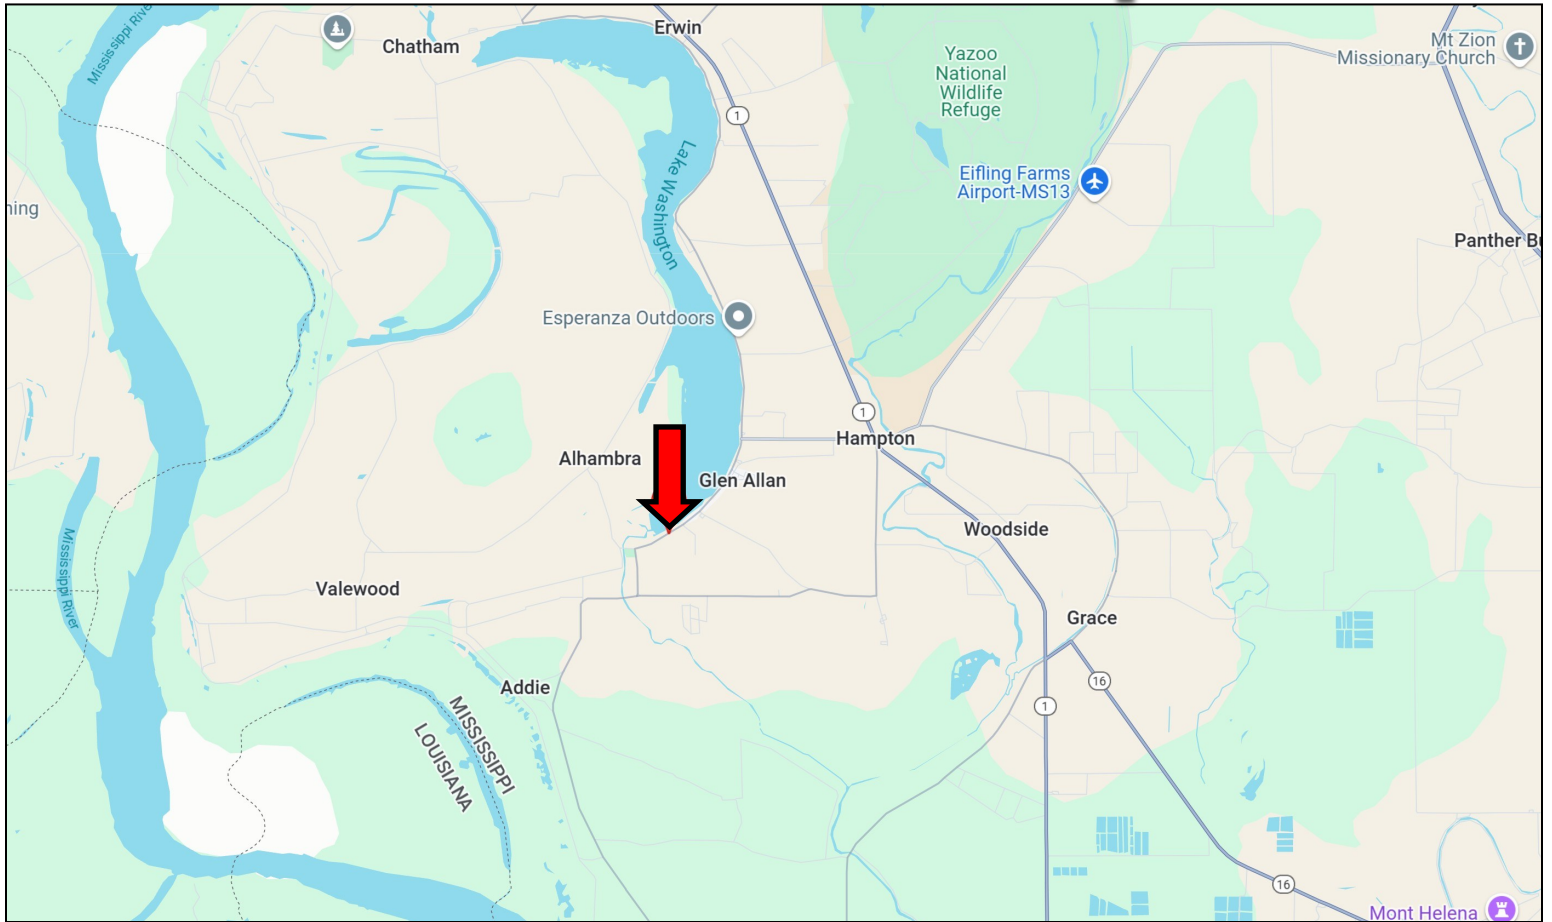 Mississippi River
Chatham
Erwin
Yazoo
National
Wildlife
Refuge
Mt Zion
Missionary Church
1
Lake Washington
Eifling Farms
Airport-MS13
Panther B
Esperanza Outdoors
1
Hampton
Alhambra
Glen Allan
Woodside
Mississippi River
Valewood
Grace
Addie
16
1
MISSISSIPPI
LOUISIANA
16
Mont Helena